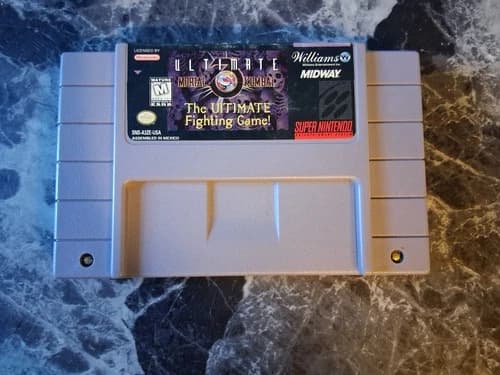 LICENSED BY
Nintendo
ULTIMATE
MORTAL KOMBAT
The ULTIMATE
Fighting Game!
MATURE
M
ESRB
SNS-A3ZE-USA
ASSEMBLED IN MEXICO
Williams
MIDWAY
SUPER NINTENDO